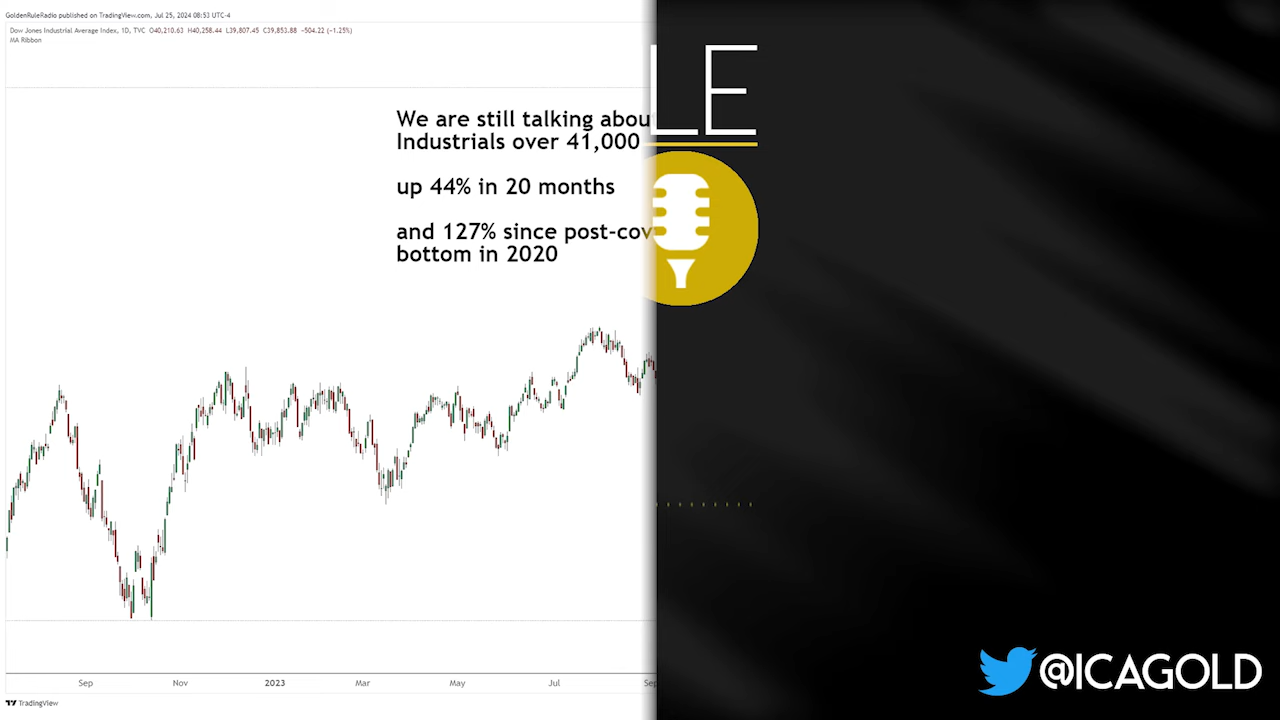 GoldenRuleRadio published on TradingView.com, Jul 25, 2024 08:53 UTC-4
Dow Jones Industrial Average Index, 1D, TVC O40,210.63 H40,258.44 L39,807.45 C39,853.88 −504.22 (−1.25%)
MA Ribbon
LE
We are still talking abou
Industrials over 41,000
up 44% in 20 months
and 127% since post-cov
bottom in 2020
Sep Nov 2023 Mar May Jul Sep
TradingView
@ICAGOLD